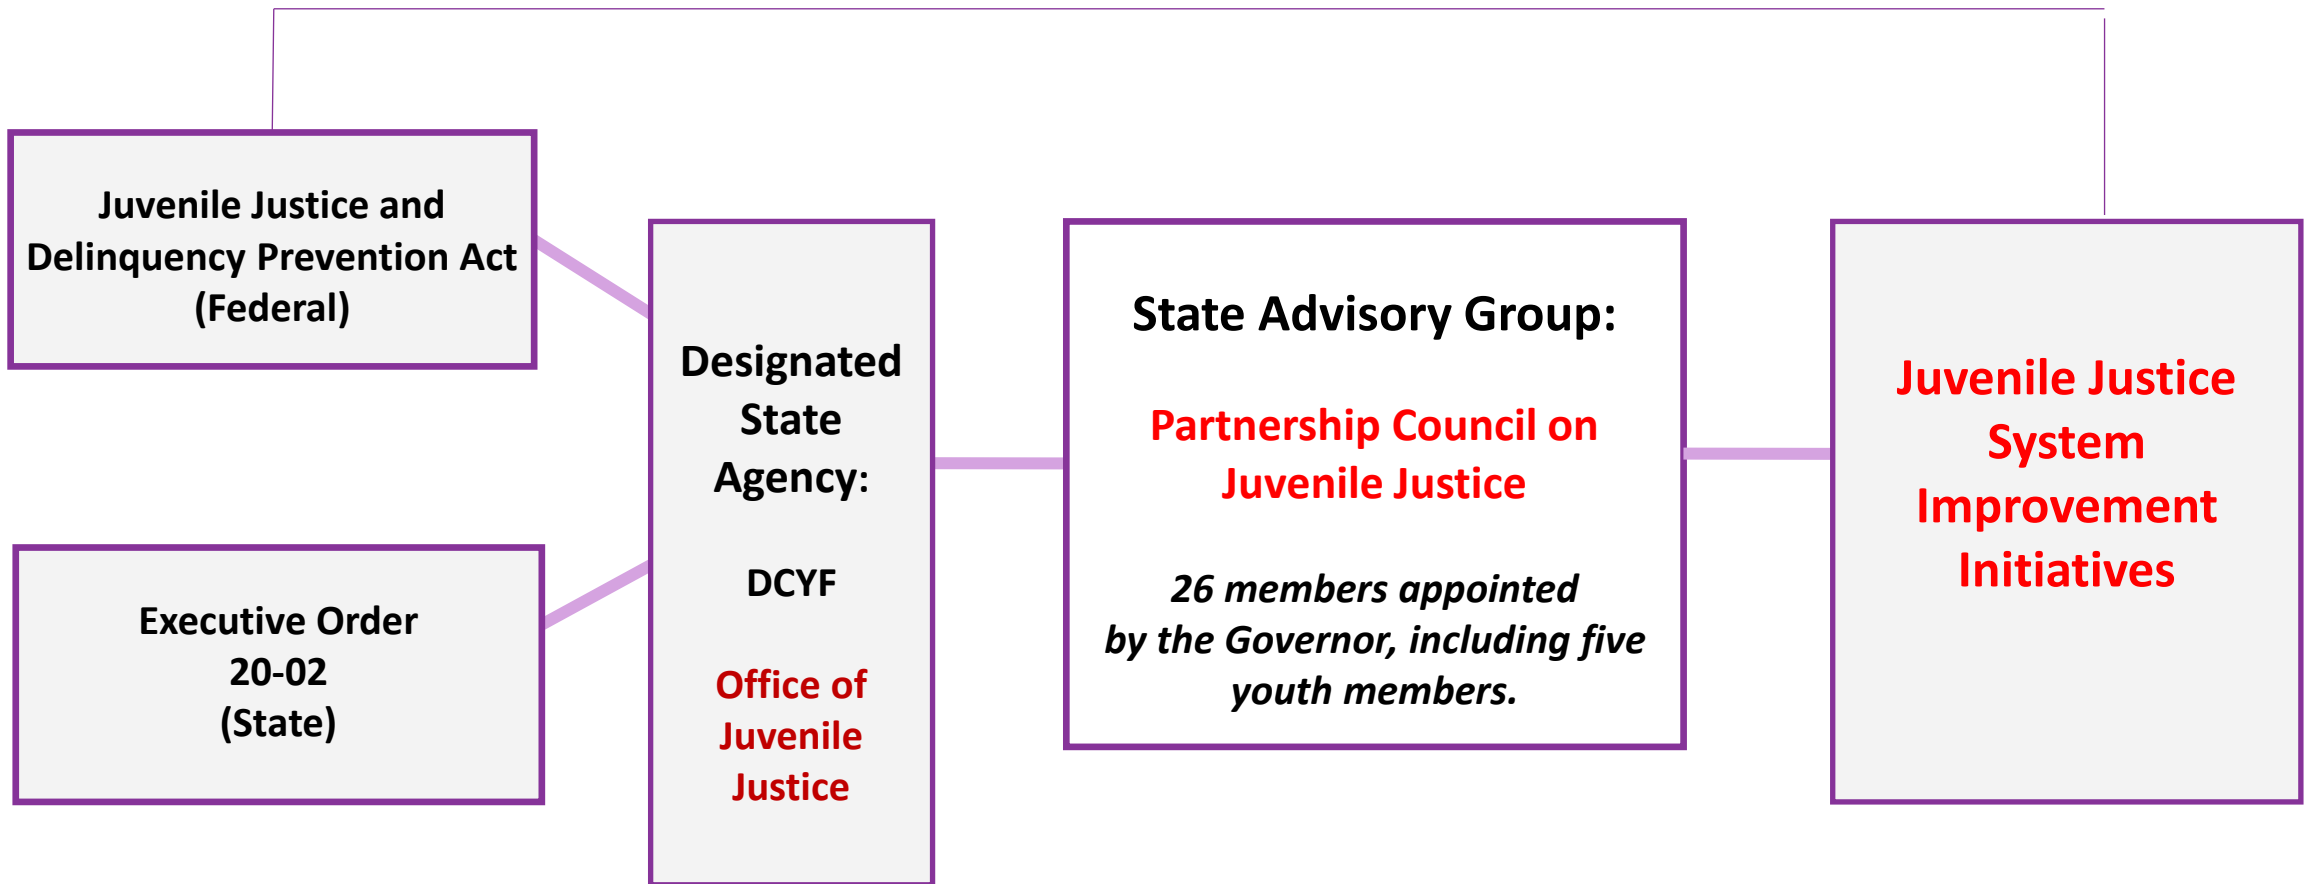 Juvenile Justice and
Delinquency Prevention Act
(Federal)
Executive Order
20-02
(State)
Designated
State
Agency:
DCYF
Office of
Juvenile
Justice
State Advisory Group:
Partnership Council on
Juvenile Justice
26 members appointed
by the Governor, including five
youth members.
Juvenile Justice
System
Improvement
Initiatives